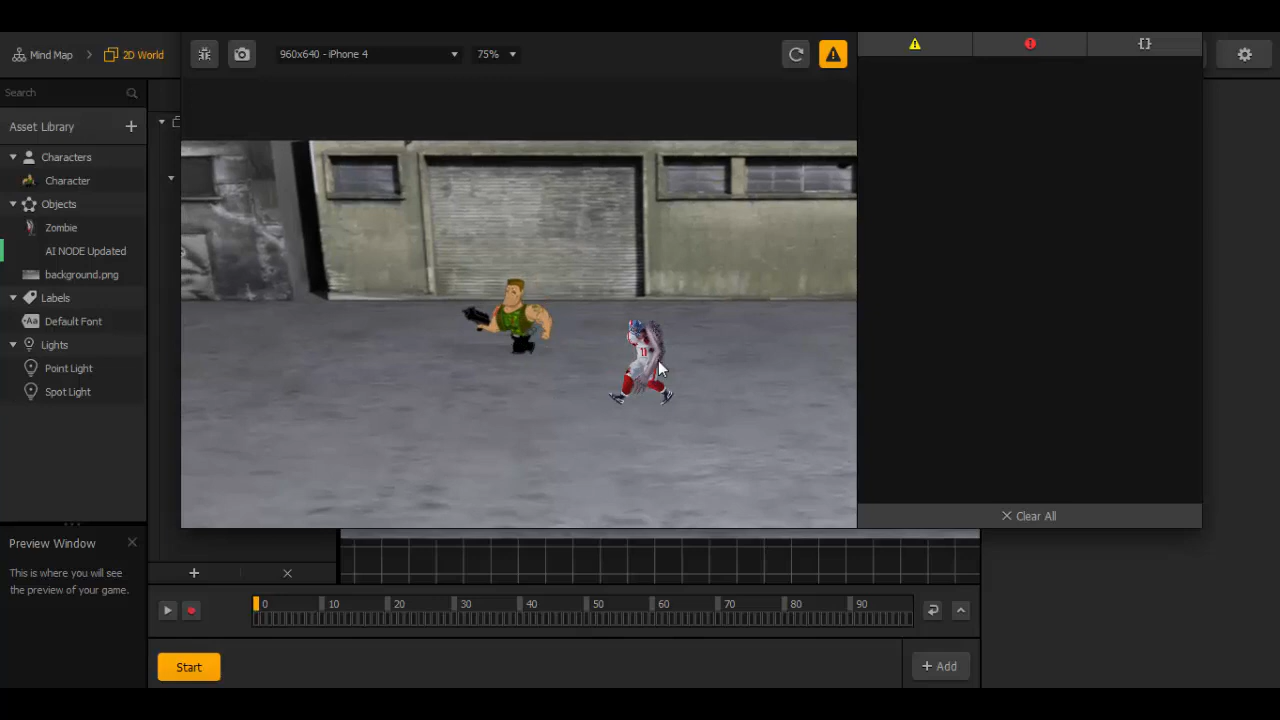 Mind Map
2D World
960x640 - iPhone 4
75%
Search
{}
Asset Library
Characters
Character
Objects
Zombie
AI NODE Updated
background.png
Labels
Aa Default Font
Lights
Point Light
Spot Light
11
Clear All
Preview Window
This is where you will see
the preview of your game.
0 10 20 30 40 50 60 70 80 90
Start
+ Add